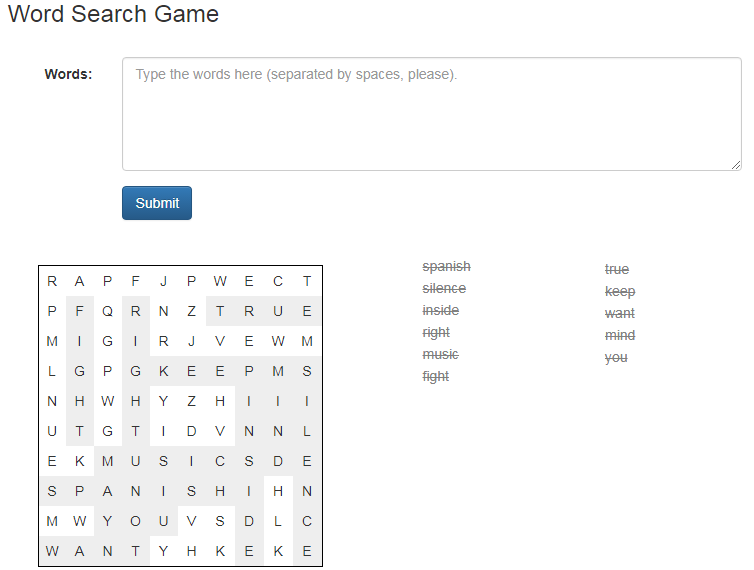 Word Search Game
Words:
Type the words here (separated by spaces, please).
Submit
R A P F J P W E C T
P F Q R N Z T R U E
M I G I R J V E W M
L G P G K E E P M S
N H W H Y Z H I I I
U T G T I D V N N L
E K M U S I C S D E
S P A N I S H I H N
M W Y O U V S D L C
W A N T Y H K E K E
spanish
silence
inside
right
music
fight
true
keep
want
mind
you